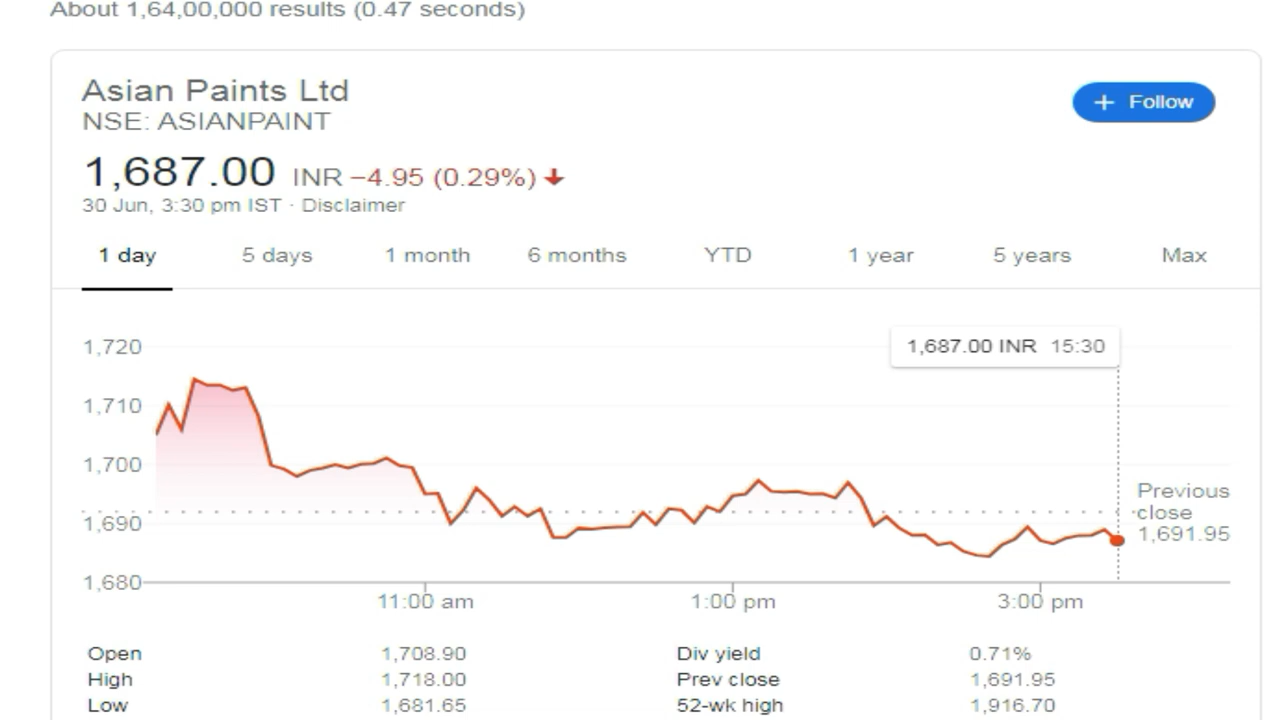 About 1,64,00,000 results (0.47 seconds)
Asian Paints Ltd
NSE: ASIANPAINT
+ Follow
1,687.00 INR −4.95 (0.29%)
30 Jun, 3:30 pm IST · Disclaimer
1 day 5 days 1 month 6 months YTD 1 year 5 years Max
1,687.00 INR 15:30
1,720
1,710
1,700
1,690
1,680
Previous
close
1,691.95
11:00 am 1:00 pm 3:00 pm
Open 1,708.90 Div yield 0.71%
High 1,718.00 Prev close 1,691.95
Low 1,681.65 52-wk high 1,916.70